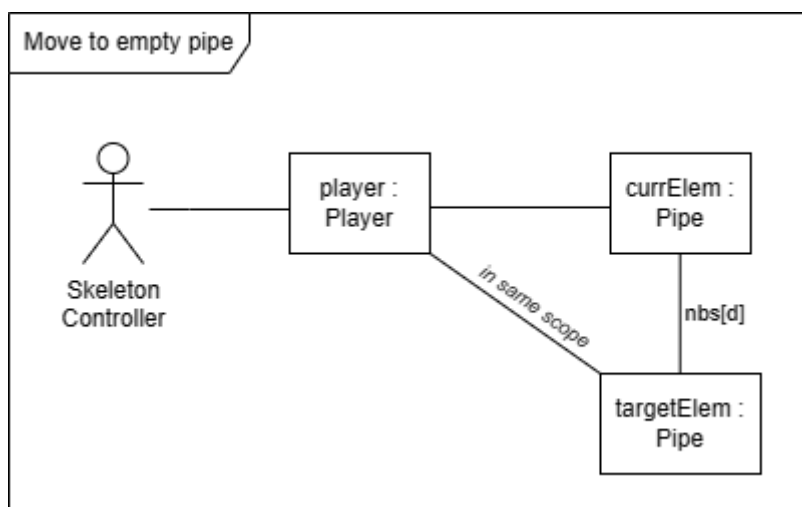 Move to empty pipe
player :
Player
currElem :
Pipe
Skeleton
Controller
in same scope
nbs[d]
targetElem :
Pipe